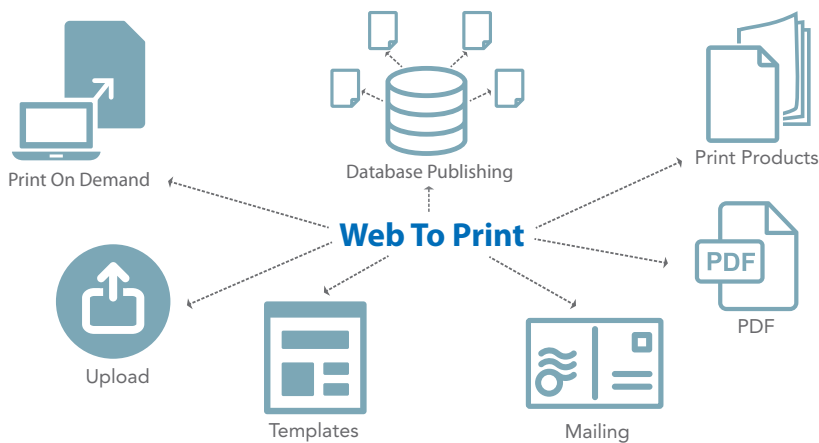 Print On Demand
Database Publishing
Print Products
Web To Print
PDF
PDF
Upload
Templates
Mailing